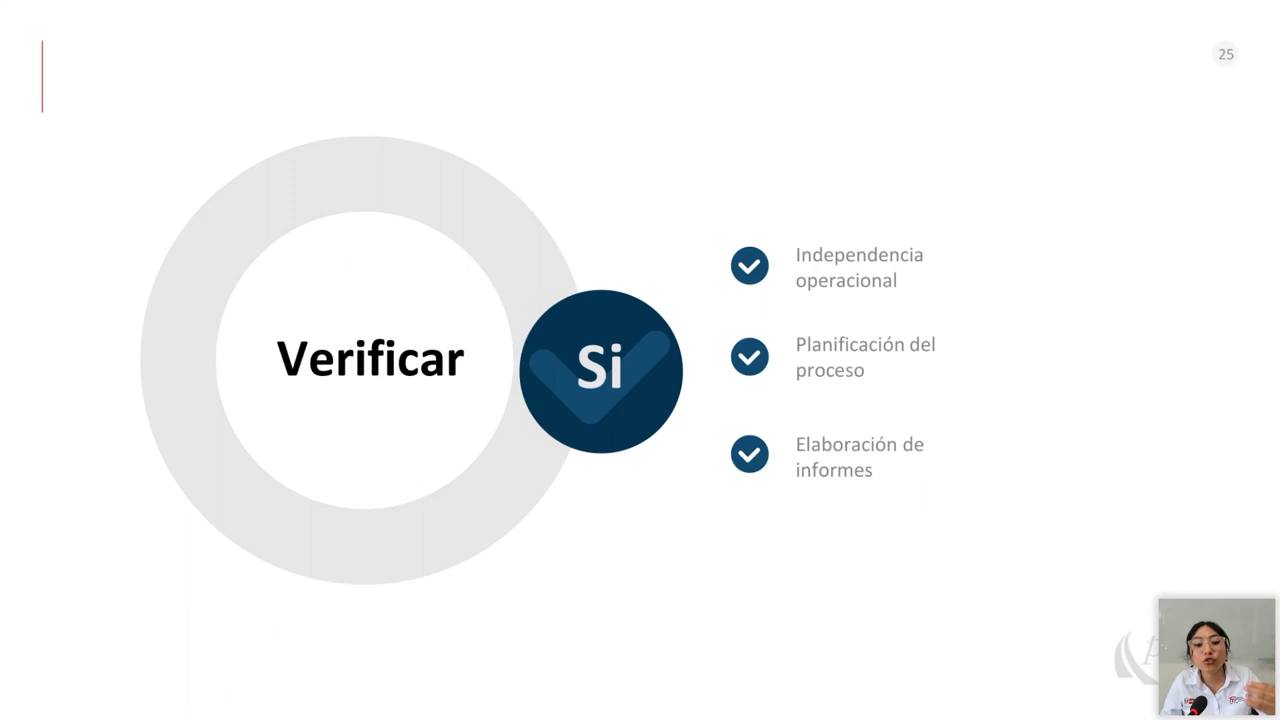 25
Verificar
Si
Independencia
operacional
Planificación del
proceso
Elaboración de
informes